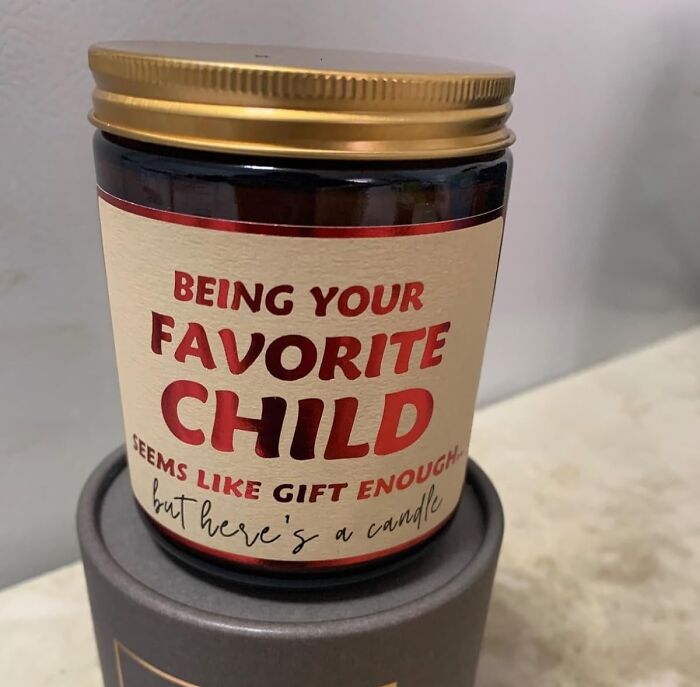 BEING YOUR
FAVORITE
CHILD
SEEMS LIKE GIFT ENOUGH..
but here's a candle